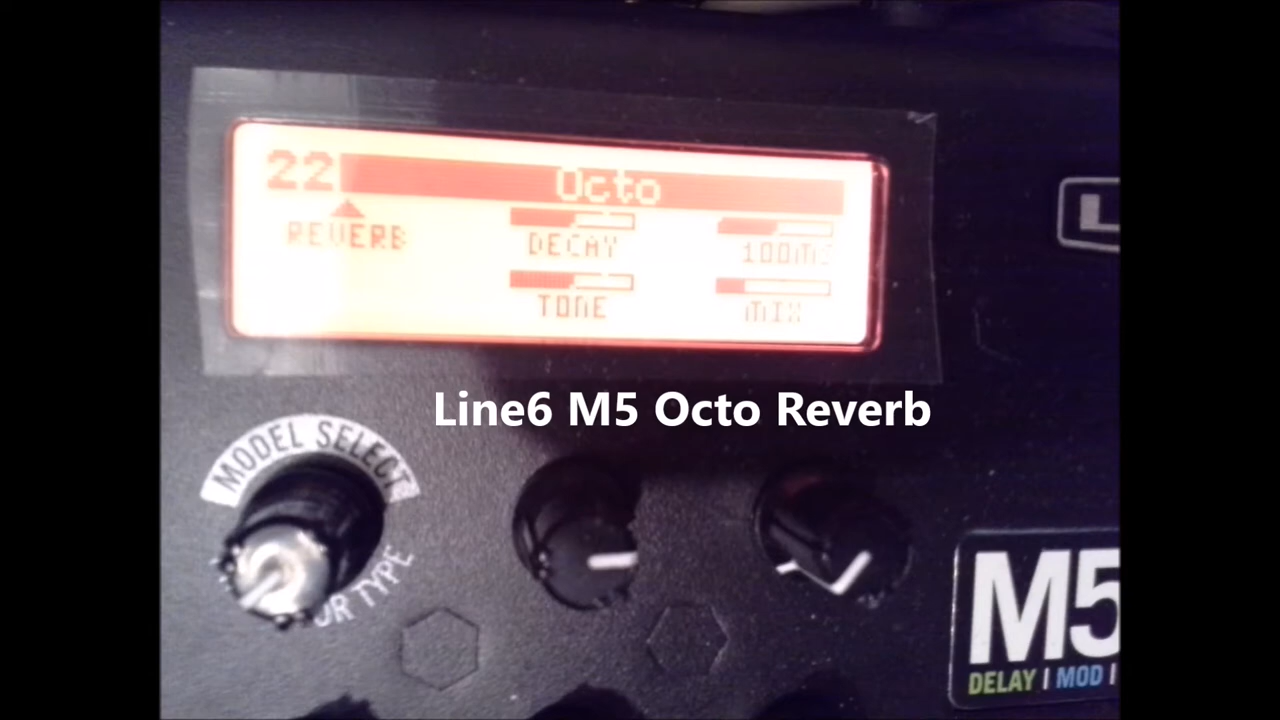 22 Octo
REVERB DECAY 100ms
TONE MIX
Line6 M5 Octo Reverb
MODEL SELECT
OR TYPE
M5
DELAY | MOD |